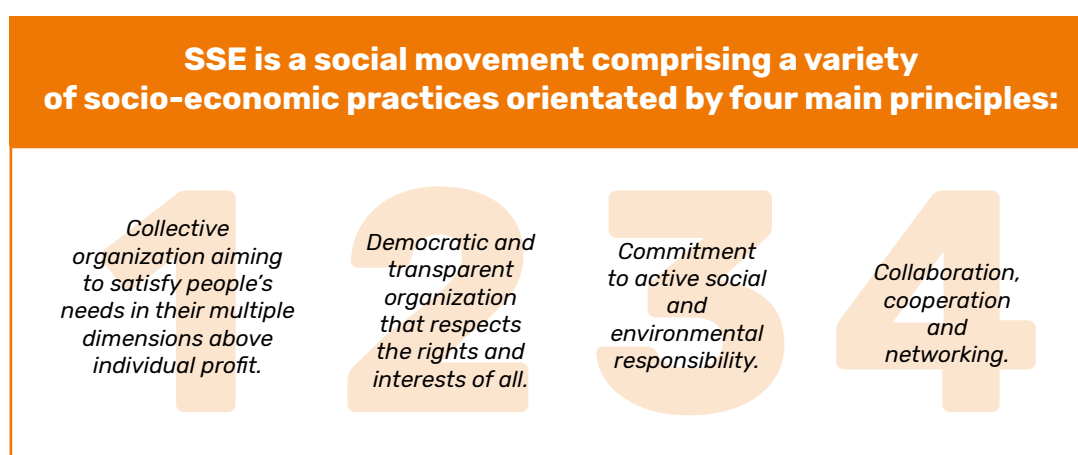 SSE is a social movement comprising a variety
of socio-economic practices orientated by four main principles:
1
Collective
organization aiming
to satisfy people's
needs in their multiple
dimensions above
individual profit.
2
Democratic and
transparent
organization
that respects
the rights and
interests of all.
3
Commitment
to active social
and
environmental
responsibility.
4
Collaboration,
cooperation
and
networking.